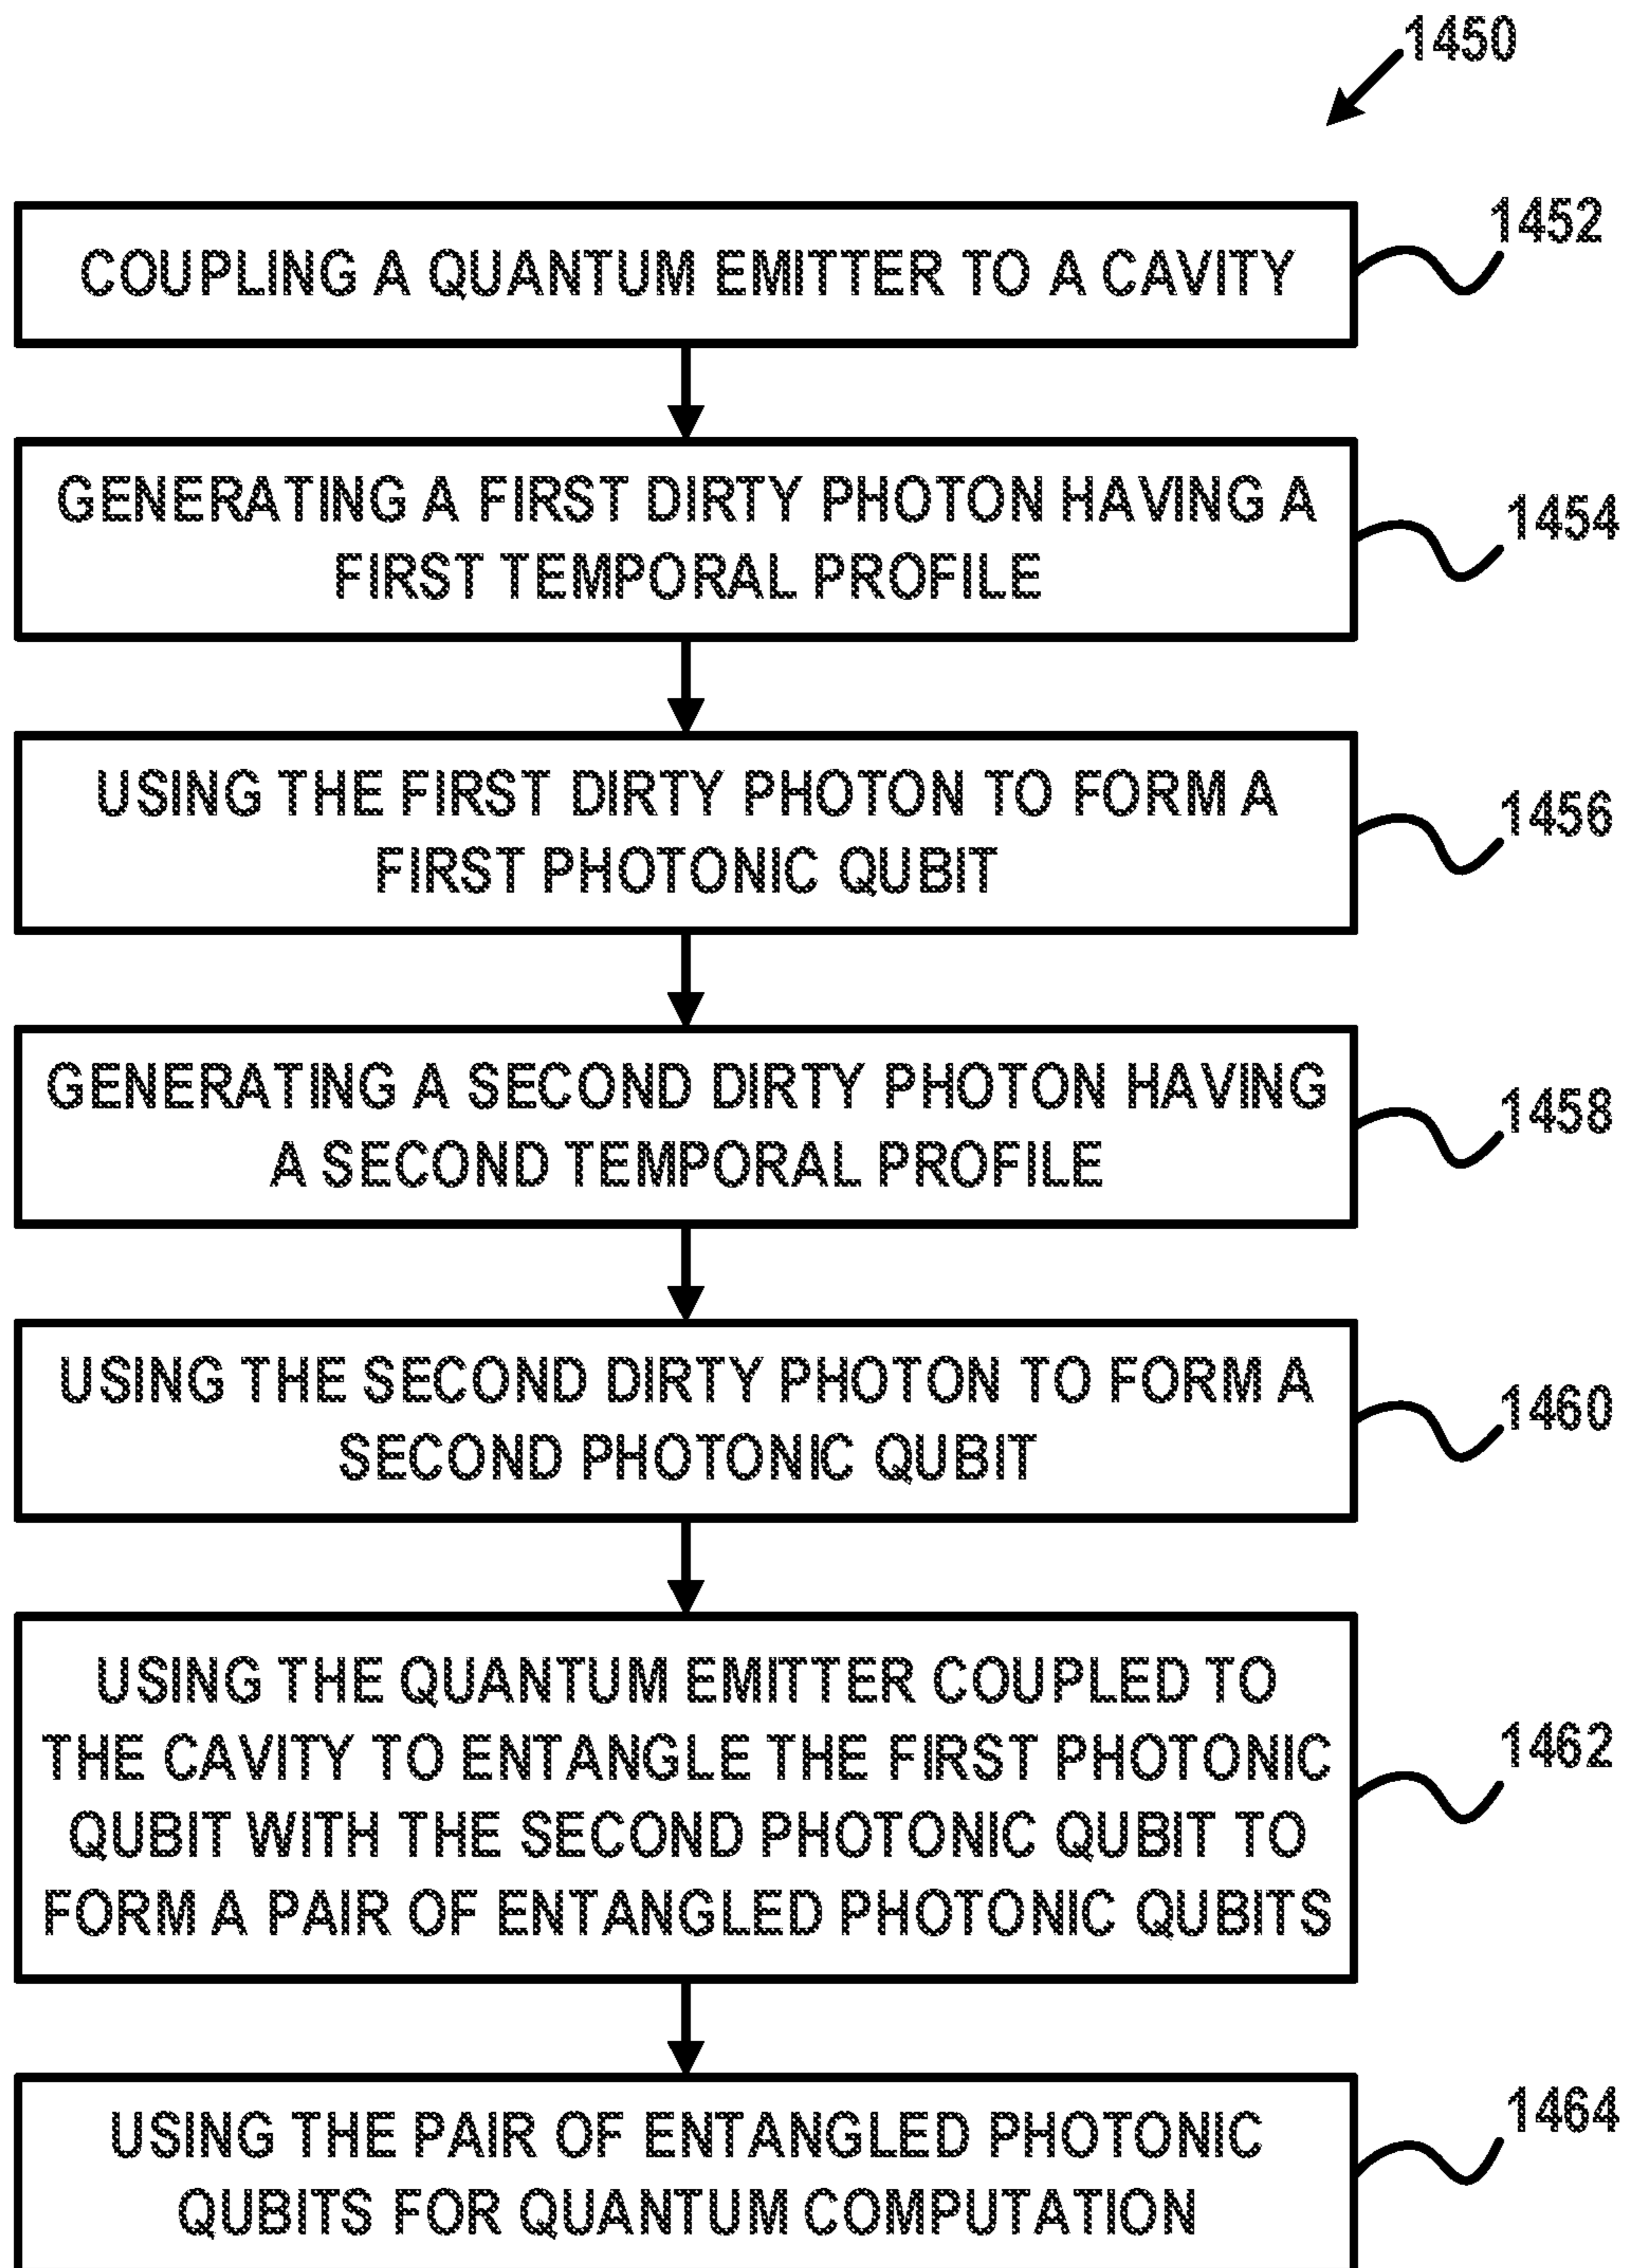 1450
COUPLING A QUANTUM EMITTER TO A CAVITY
1452
GENERATING A FIRST DIRTY PHOTON HAVING A
FIRST TEMPORAL PROFILE
1454
USING THE FIRST DIRTY PHOTON TO FORM A
FIRST PHOTONIC QUBIT
1456
GENERATING A SECOND DIRTY PHOTON HAVING
A SECOND TEMPORAL PROFILE
1458
USING THE SECOND DIRTY PHOTON TO FORM A
SECOND PHOTONIC QUBIT
1460
USING THE QUANTUM EMITTER COUPLED TO
THE CAVITY TO ENTANGLE THE FIRST PHOTONIC
QUBIT WITH THE SECOND PHOTONIC QUBIT TO
FORM A PAIR OF ENTANGLED PHOTONIC QUBITS
1462
USING THE PAIR OF ENTANGLED PHOTONIC
QUBITS FOR QUANTUM COMPUTATION
1464